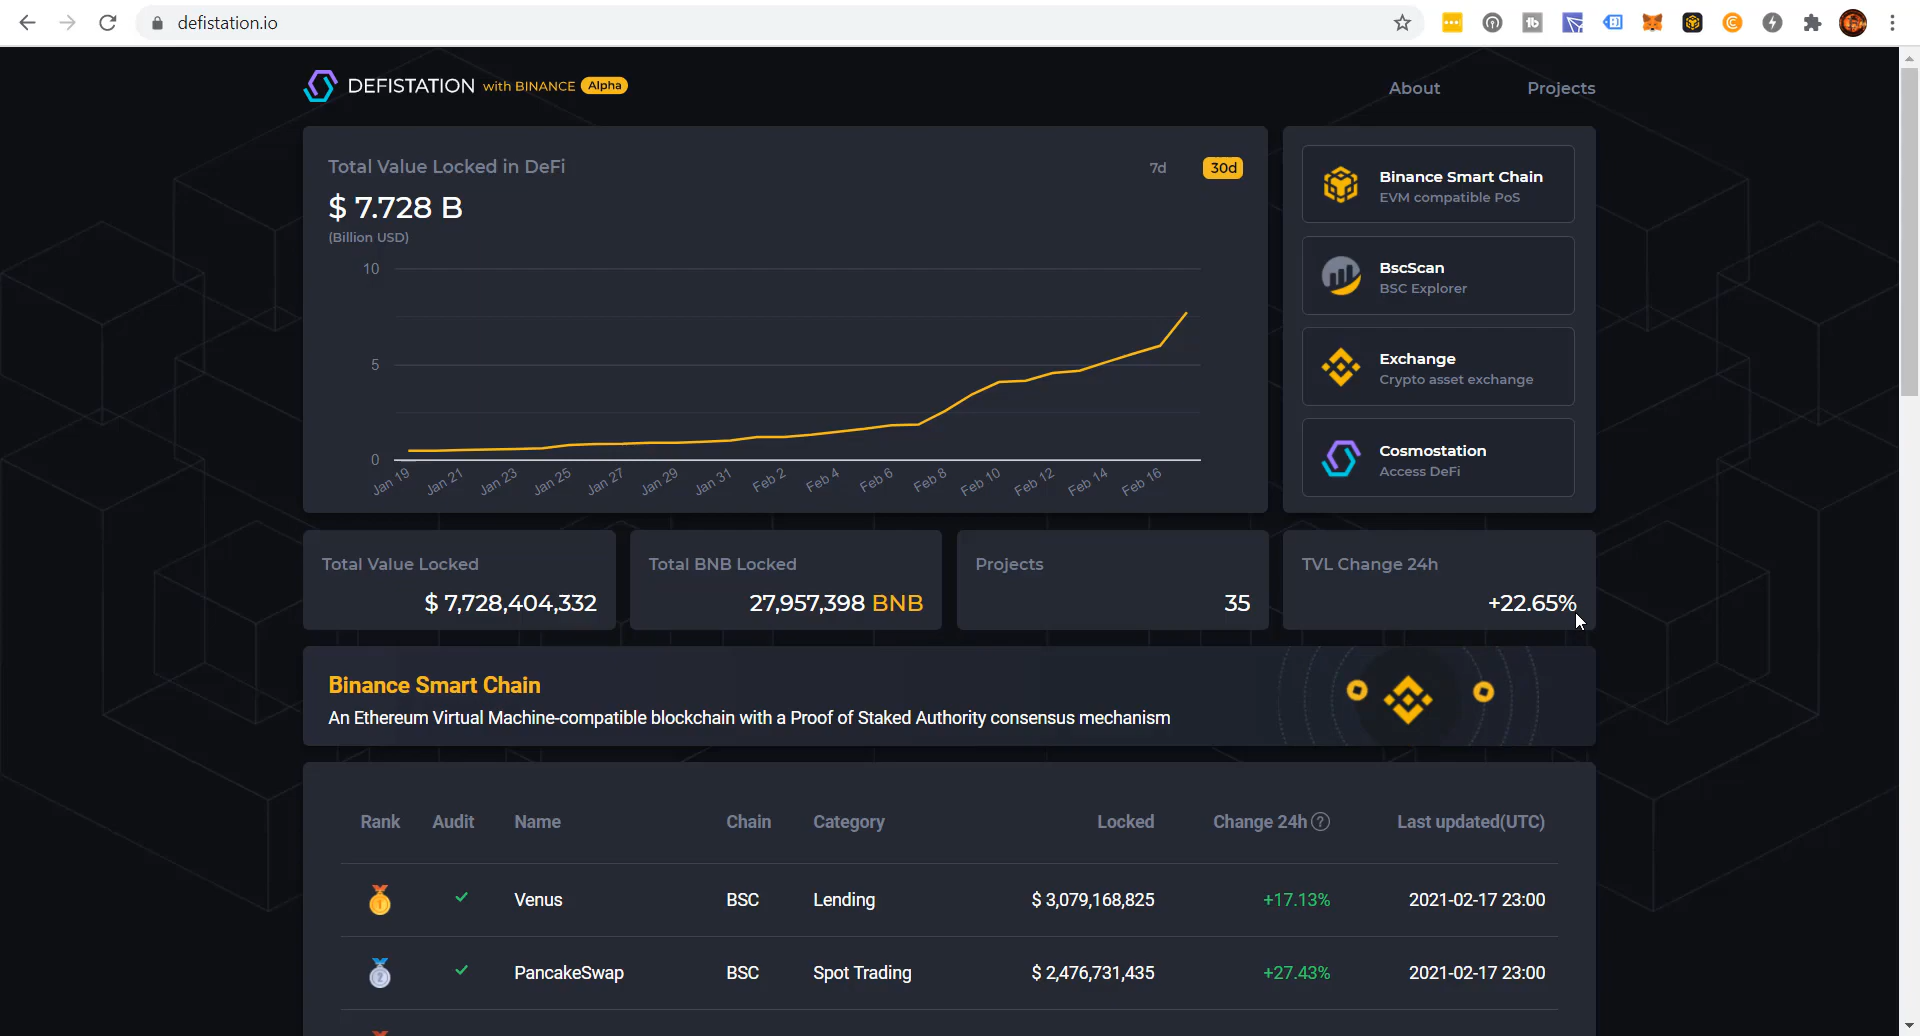 defistation.io
DEFISTATION with BINANCE Alpha
About Projects
Total Value Locked in DeFi 7d 30d
$ 7.728 B
(Billion USD)
10
5
0
Jan 19 Jan 21 Jan 23 Jan 25 Jan 27 Jan 29 Jan 31 Feb 2 Feb 4 Feb 6 Feb 8 Feb 10 Feb 12 Feb 14 Feb 16
Binance Smart Chain
EVM compatible PoS
BscScan
BSC Explorer
Exchange
Crypto asset exchange
Cosmostation
Access DeFi
Total Value Locked
$ 7,728,404,332
Total BNB Locked
27,957,398 BNB
Projects
35
TVL Change 24h
+22.65%
Binance Smart Chain
An Ethereum Virtual Machine-compatible blockchain with a Proof of Staked Authority consensus mechanism
Rank Audit Name Chain Category Locked Change 24h ? Last updated(UTC)
1 Venus BSC Lending $ 3,079,168,825 +17.13% 2021-02-17 23:00
2 PancakeSwap BSC Spot Trading $ 2,476,731,435 +27.43% 2021-02-17 23:00